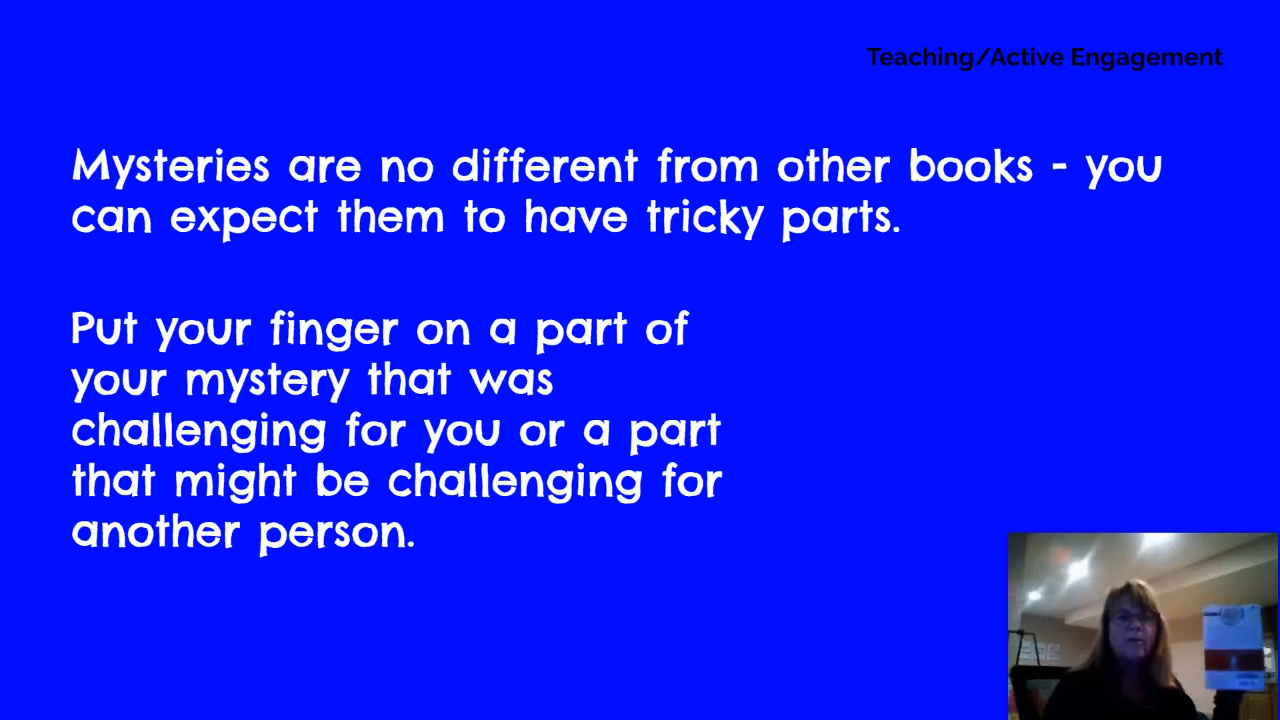 Teaching/Active Engagement
Mysteries are no different from other books - you
can expect them to have tricky parts.
Put your finger on a part of
your mystery that was
challenging for you or a part
that might be challenging for
another person.